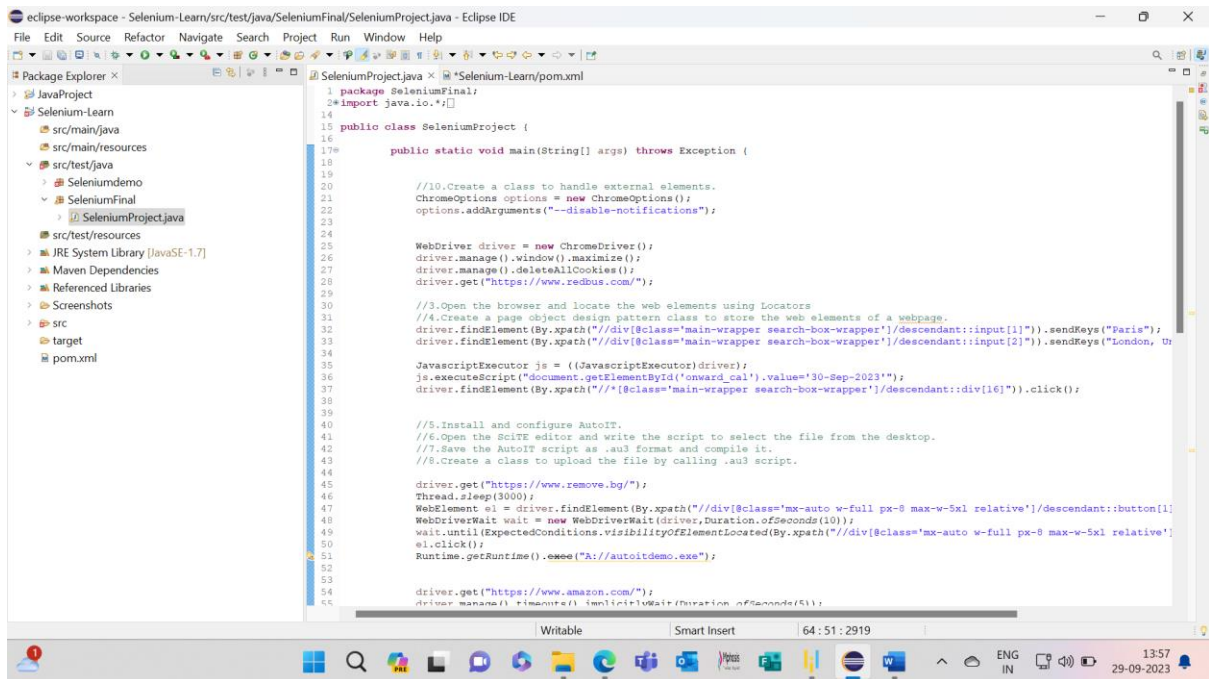 eclipse-workspace - Selenium-Learn/src/test/java/SeleniumFinal/SeleniumProject.java - Eclipse IDE
File Edit Source Refactor Navigate Search Project Run Window Help
Package Explorer
JavaProject
Selenium-Learn
src/main/java
src/main/resources
src/test/java
Seleniumdemo
SeleniumFinal
SeleniumProject.java
src/test/resources
JRE System Library [JavaSE-1.7]
Maven Dependencies
Referenced Libraries
Screenshots
src
target
pom.xml
SeleniumProject.java *Selenium-Learn/pom.xml
1 package SeleniumFinal;
2 import java.io.*;
14
15 public class SeleniumProject {
16
17 public static void main(String[] args) throws Exception {
18
19
20 //10.Create a class to handle external elements.
21 ChromeOptions options = new ChromeOptions();
22 options.addArguments("--disable-notifications");
23
24
25 WebDriver driver = new ChromeDriver();
26 driver.manage().window().maximize();
27 driver.manage().deleteAllCookies();
28 driver.get("https://www.redbus.com/");
29
30 //3.Open the browser and locate the web elements using Locators
31 //4.Create a page object design pattern class to store the web elements of a webpage.
32 driver.findElement(By.xpath("//div[@class='main-wrapper search-box-wrapper']/descendant::input[1]")).sendKeys("Paris");
33 driver.findElement(By.xpath("//div[@class='main-wrapper search-box-wrapper']/descendant::input[2]")).sendKeys("London, Un
34
35 JavascriptExecutor js = ((JavascriptExecutor)driver);
36 js.executeScript("document.getElementById('onward_cal').value='30-Sep-2023'");
37 driver.findElement(By.xpath("//*[@class='main-wrapper search-box-wrapper']/descendant::div[16]")).click();
38
39
40 //5.Install and configure AutoIT.
41 //6.Open the SciTE editor and write the script to select the file from the desktop.
42 //7.Save the AutoIT script as .au3 format and compile it.
43 //8.Create a class to upload the file by calling .au3 script.
44
45 driver.get("https://www.remove.bg/");
46 Thread.sleep(3000);
47 WebElement el = driver.findElement(By.xpath("//div[@class='mx-auto w-full px-8 max-w-5xl relative']/descendant::button[1]
48 WebDriverWait wait = new WebDriverWait(driver,Duration.ofSeconds(10));
49 wait.until(ExpectedConditions.visibilityOfElementLocated(By.xpath("//div[@class='mx-auto w-full px-8 max-w-5xl relative']
50 el.click();
51 Runtime.getRuntime().exec("A://autoitdemo.exe");
52
53
54 driver.get("https://www.amazon.com/");
55 driver.manage().timeouts().implicitlyWait(Duration.ofSeconds(5));
Writable Smart Insert 64 : 51 : 2919
1
PRE
ENG
IN
13:57
29-09-2023